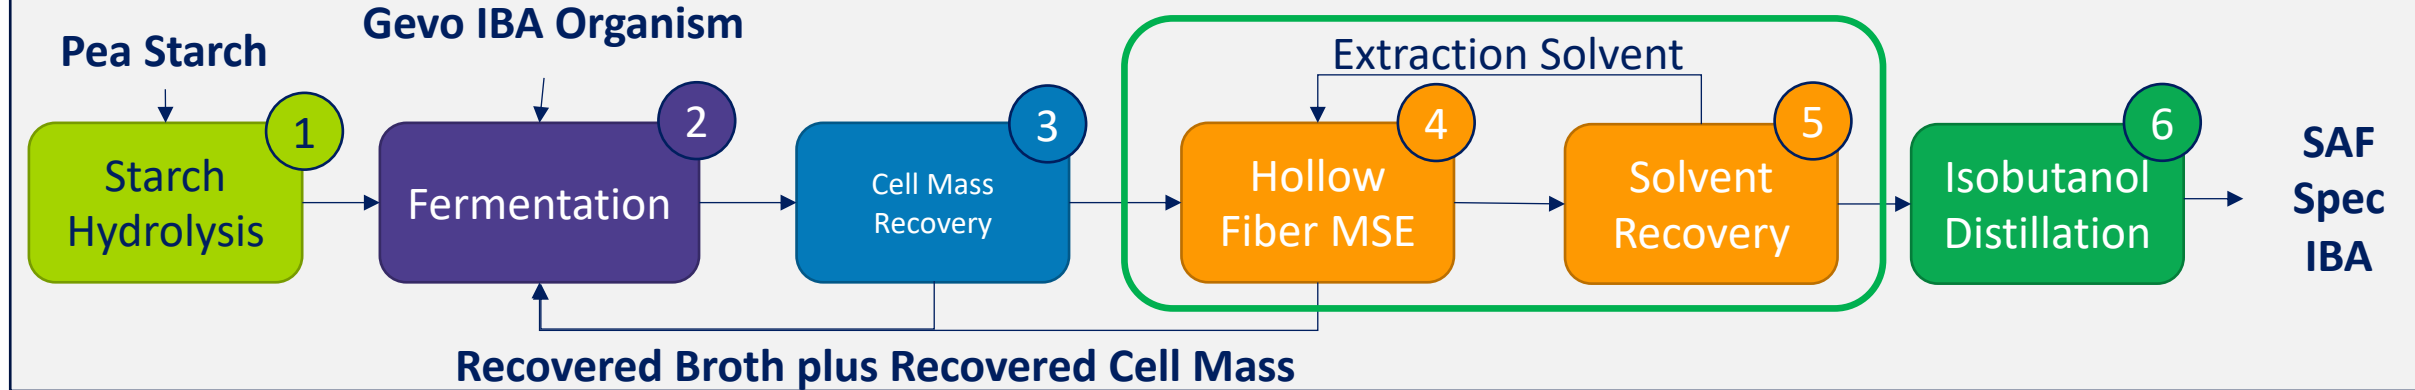 Gevo IBA Organism
Pea Starch
Extraction Solvent
1
2
3
4
5
6
Starch
Hydrolysis
Fermentation
Cell Mass
Recovery
Hollow
Fiber MSE
Solvent
Recovery
Isobutanol
Distillation
SAF
Spec
IBA
Recovered Broth plus Recovered Cell Mass